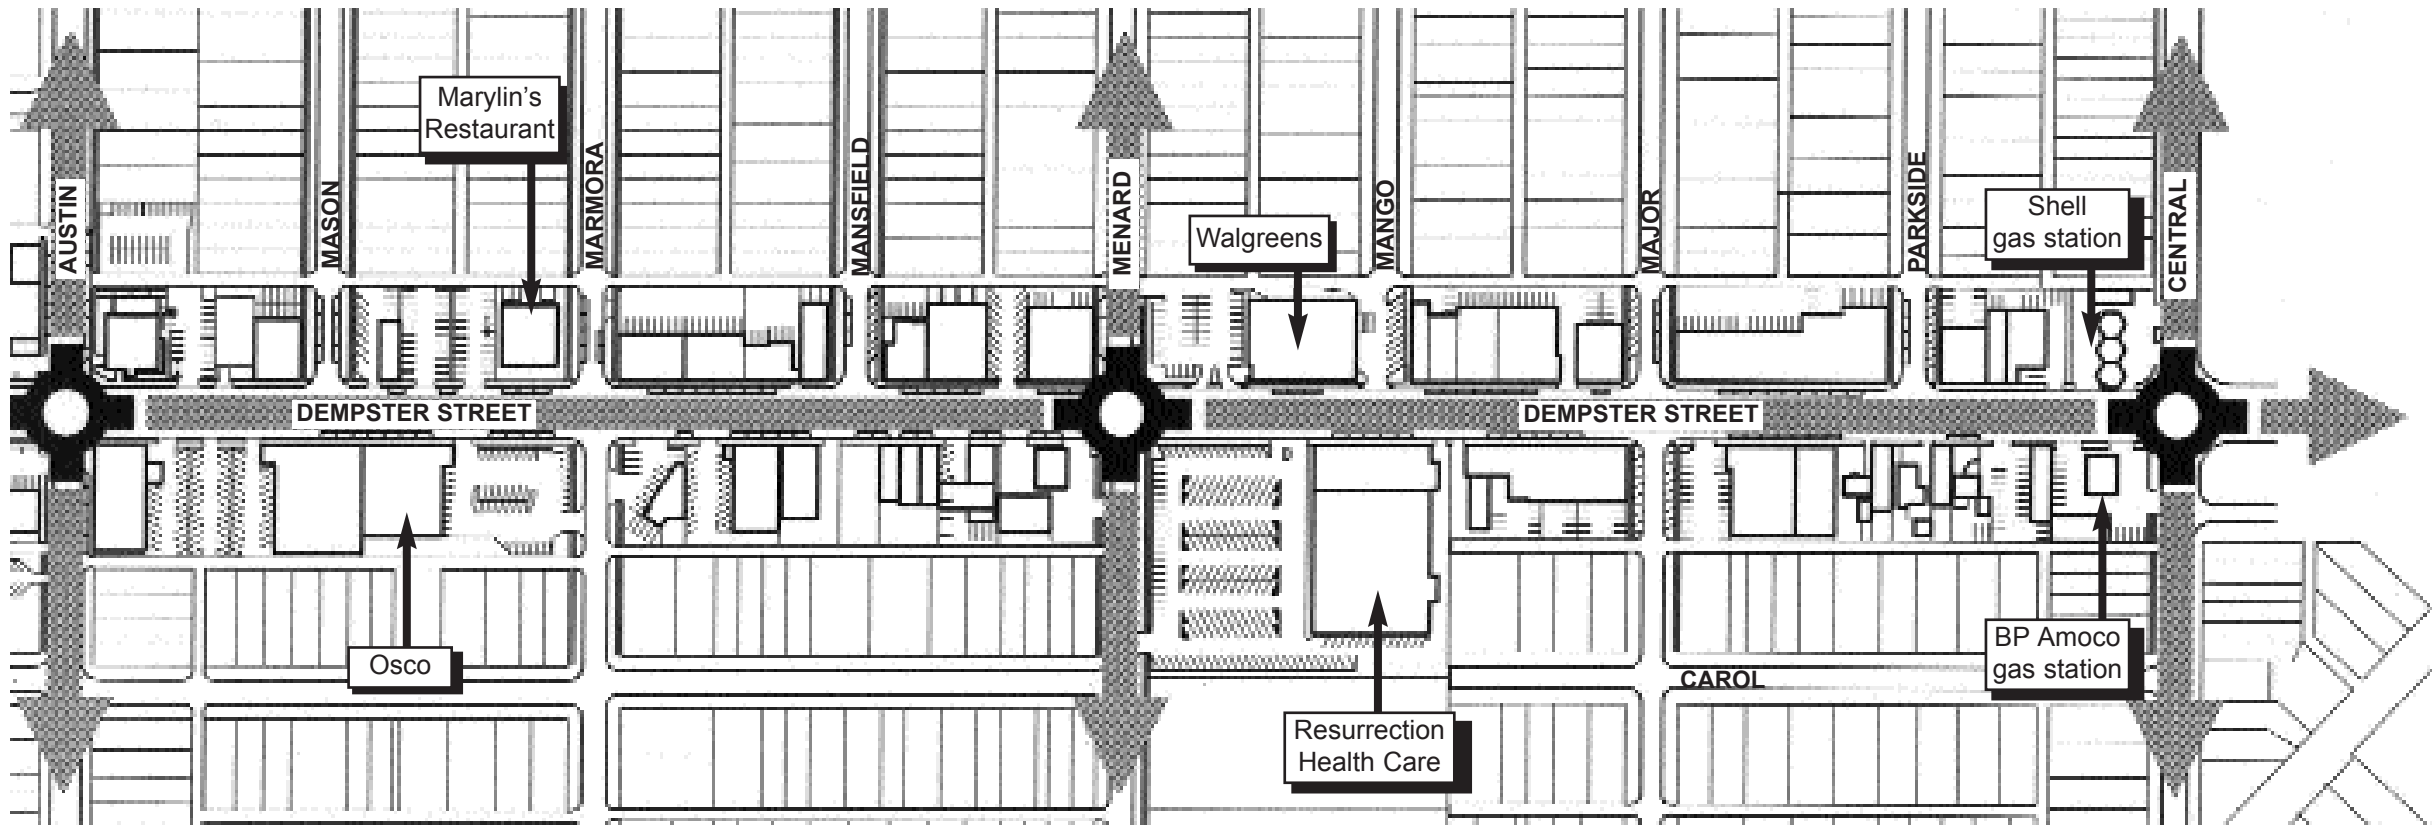 Marylin's
Restaurant
AUSTIN
MASON
MARMORA
MANSFIELD
MENARD
Walgreens
MANGO
MAJOR
PARKSIDE
Shell
gas station
CENTRAL
DEMPSTER STREET
DEMPSTER STREET
Osco
Resurrection
Health Care
CAROL
BP Amoco
gas station